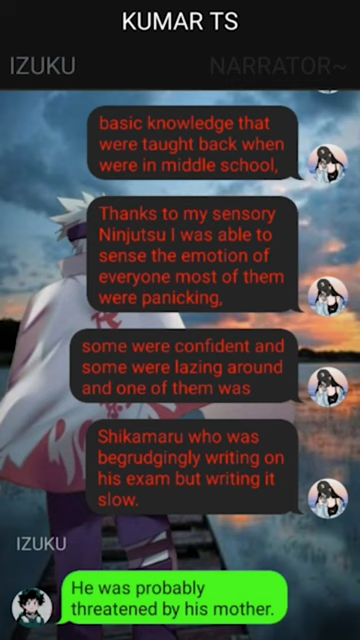 KUMAR TS
IZUKU NARRATOR~
basic knowledge that
were taught back when
were in middle school,
Thanks to my sensory
Ninjutsu I was able to
sense the emotion of
everyone most of them
were panicking,
some were confident and
some were lazing around
and one of them was
Shikamaru who was
begrudgingly writing on
his exam but writing it
slow.
IZUKU
He was probably
threatened by his mother.